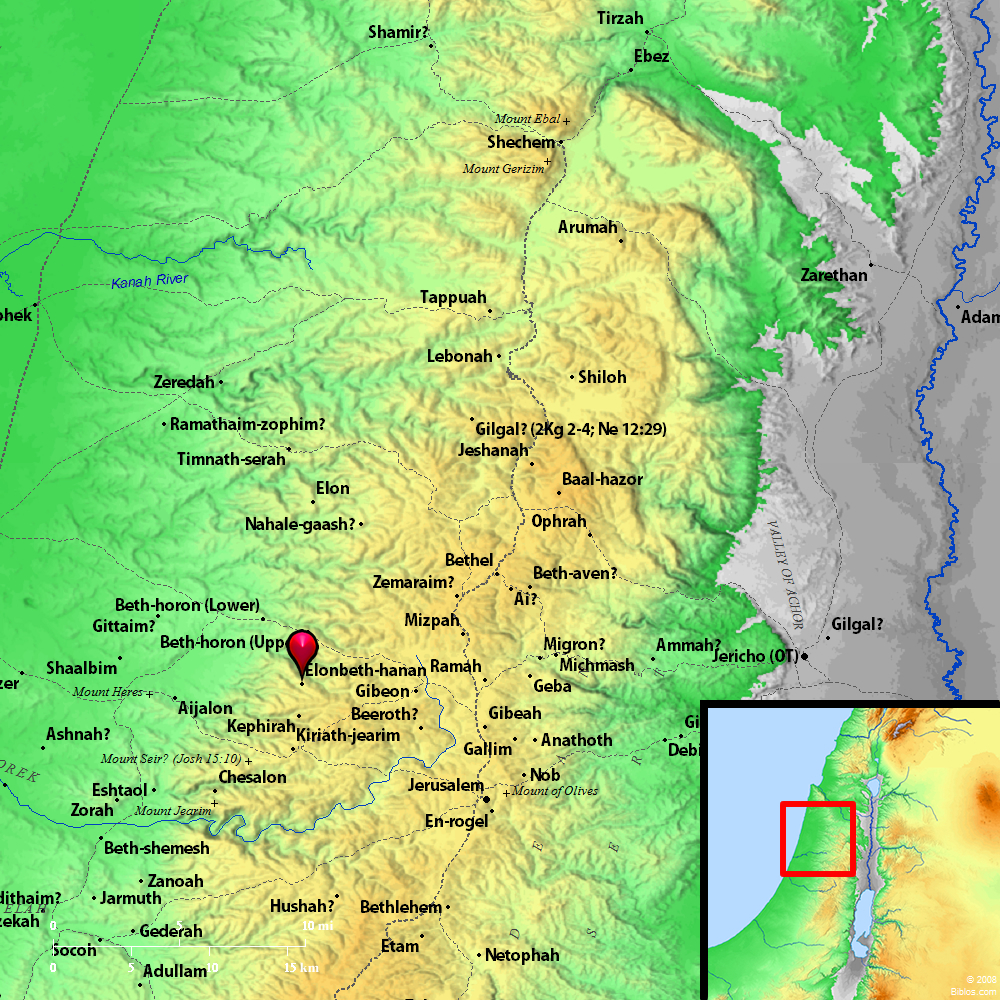 Tirzah
Shamir?
Ebez
Mount Ebal
Shechem
Mount Gerizim
Arumah
Zarethan
Kanah River
Tappuah
phek
Adam
Lebonah
Shiloh
Zeredah
Ramathaim-zophim?
Gilgal? (2Kg 2-4; Ne 12:29)
Jeshanah
Timnath-serah
Baal-hazor
Elon
Nahale-gaash?
Ophrah
VALLEY OF ACHOR
Bethel
Beth-aven?
Zemaraim?
Ai?
Beth-horon (Lower)
Gittaim?
Mizpah
Gilgal?
Beth-horon (Upp
Migron?
Ammah?
Jericho (OT)
Michmash
Shaalbim
Elonbeth-hanan
Ramah
zer
Mount Heres
Gibeon
Geba
Aijalon
Beeroth?
Gibeah
Kephirah
Kiriath-jearim
Ashnah?
Gallim
Anathoth
Gi
Debi
Mount Seir? (Josh 15:10)
OREK
Chesalon
Nob
Eshtaol
Jerusalem
Mount of Olives
Zorah
Mount Jearim
En-rogel
Beth-shemesh
Zanoah
dithaim?
Jarmuth
Hushah?
Bethlehem
ELAH
zekah
0
10 mi
Gederah
Socon
Etam
Netophah
0
5
10
15 km
Adullam
© 2008
Biblos.com